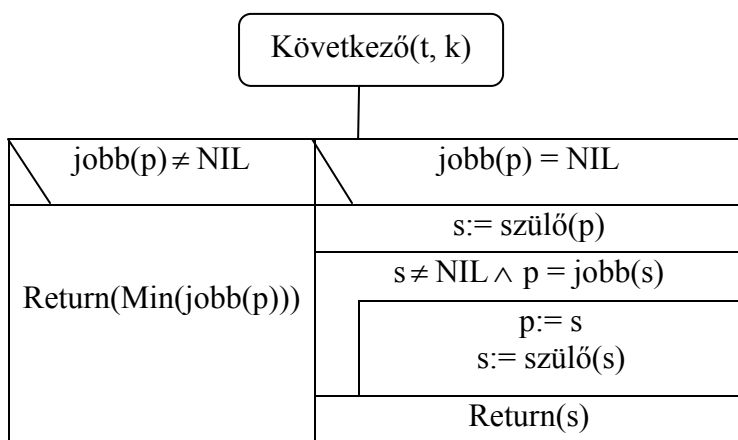 Következő(t, k)
jobb(p) ≠ NIL
jobb(p) = NIL
Return(Min(jobb(p)))
s:= szülő(p)
s ≠ NIL ∧ p = jobb(s)
p:= s
s:= szülő(s)
Return(s)